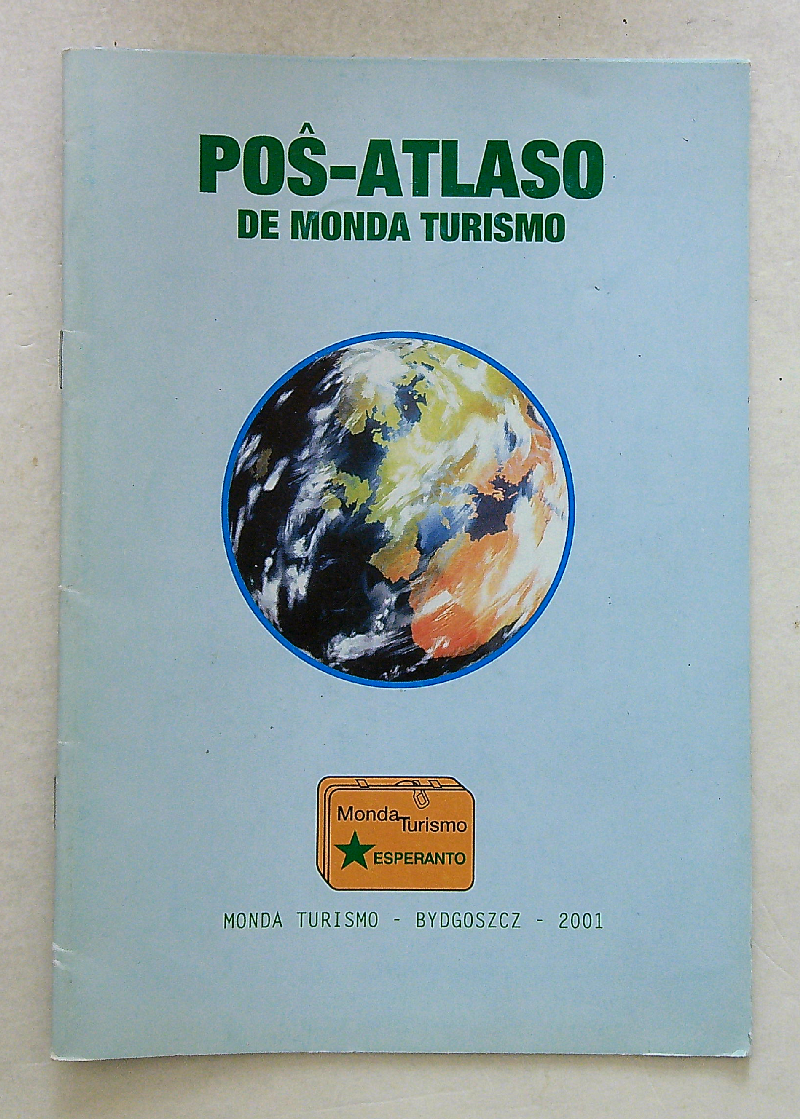 POŜ-ATLASO
DE MONDA TURISMO
Monda
Turismo
ESPERANTO
MONDA TURISMO - BYDGOSZCZ - 2001